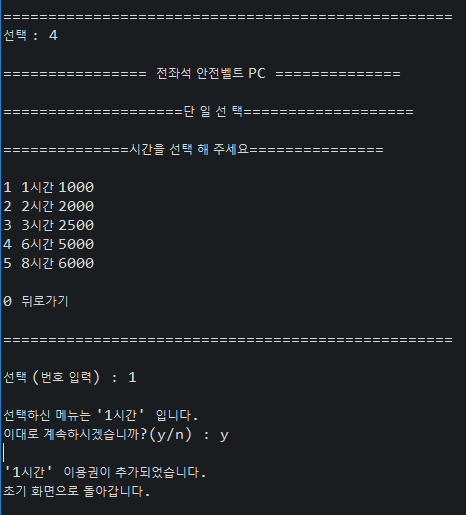 ==================================================
선택 : 4
================ 전좌석 안전벨트 PC ==============
====================단 일 선 택===================
==============시간을 선택 해 주세요===============
1 1시간 1000
2 2시간 2000
3 3시간 2500
4 6시간 5000
5 8시간 6000
0 뒤로가기
==================================================
선택 (번호 입력) : 1
선택하신 메뉴는 '1시간' 입니다.
이대로 계속하시겠습니까?(y/n) : y
'1시간' 이용권이 추가되었습니다.
초기 화면으로 돌아갑니다.